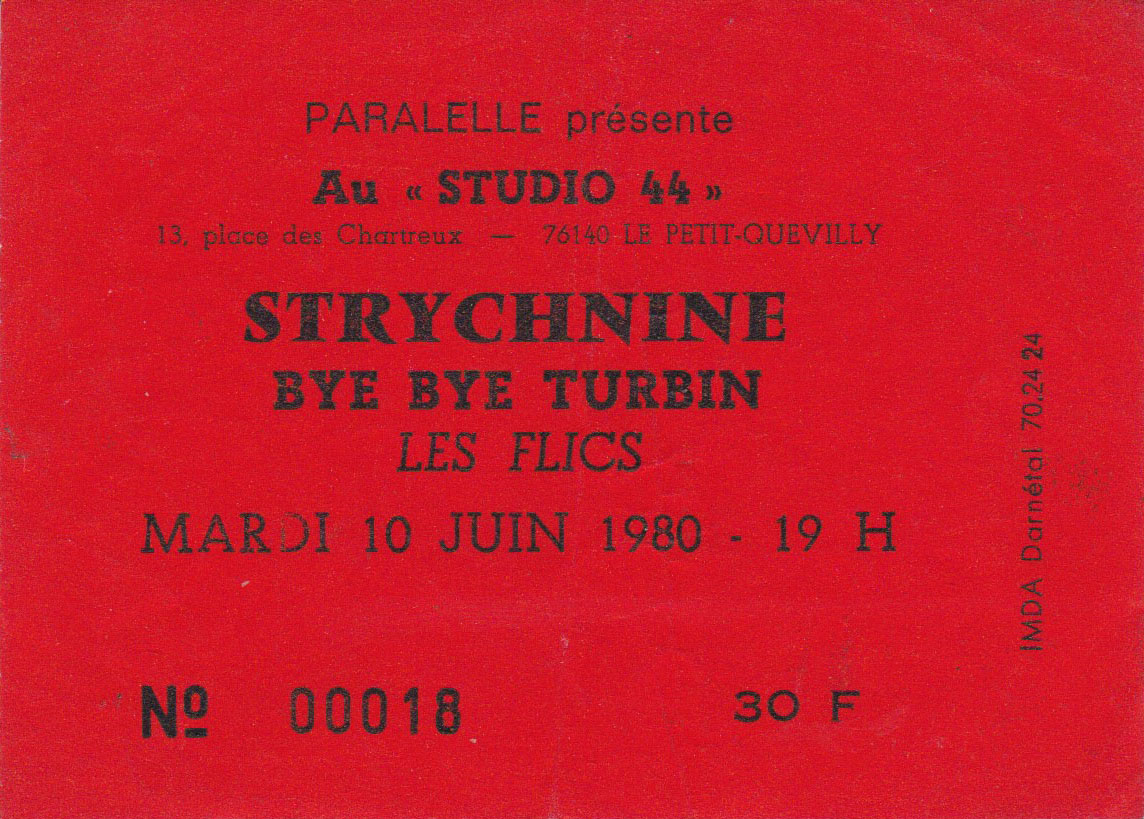 PARALELLE présente
Au « STUDIO 44 »
13, place des Chartreux — 76140 LE PETIT-QUEVILLY
STRYCHNINE
BYE BYE TURBIN
LES FLICS
MARDI 10 JUIN 1980 - 19 H
Nº 00018
30 F
IMDA Darnétal 70.24 24